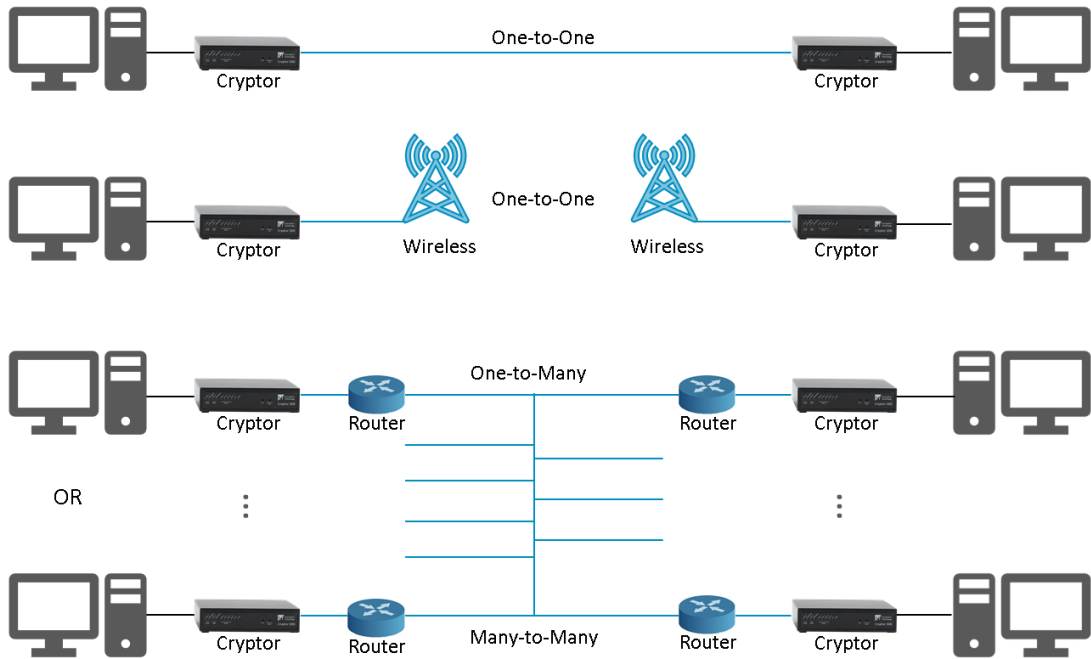 One-to-One
Cryptor Cryptor
One-to-One
Cryptor Wireless Wireless Cryptor
One-to-Many
Cryptor Router Router Cryptor
OR
Cryptor Router Many-to-Many Router Cryptor